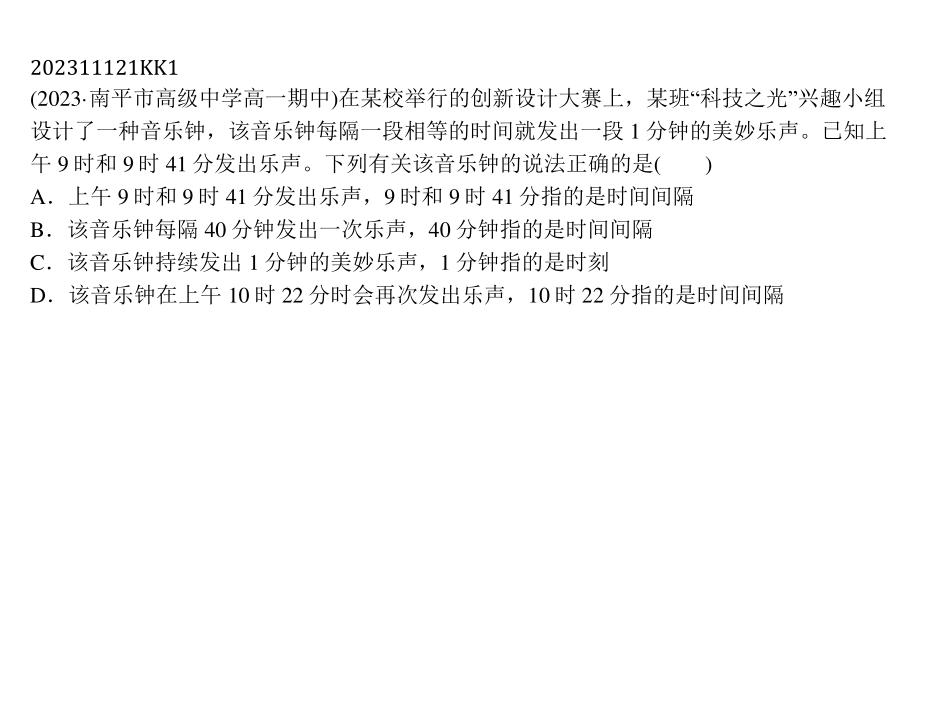 202311121KK1
(2023·南平市高级中学高一期中)在某校举行的创新设计大赛上，某班“科技之光”兴趣小组
设计了一种音乐钟，该音乐钟每隔一段相等的时间就发出一段 1 分钟的美妙乐声。已知上
午 9 时和 9 时 41 分发出乐声。下列有关该音乐钟的说法正确的是(　　)
A．上午 9 时和 9 时 41 分发出乐声，9 时和 9 时 41 分指的是时间间隔
B．该音乐钟每隔 40 分钟发出一次乐声，40 分钟指的是时间间隔
C．该音乐钟持续发出 1 分钟的美妙乐声，1 分钟指的是时刻
D．该音乐钟在上午 10 时 22 分时会再次发出乐声，10 时 22 分指的是时间间隔